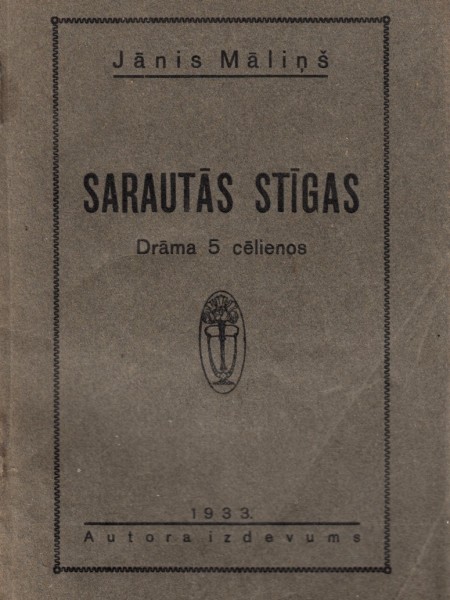 Jānis Māliņš
SARAUTĀS STĪGAS
Drāma 5 cēlienos
1933.
Autora izdevums